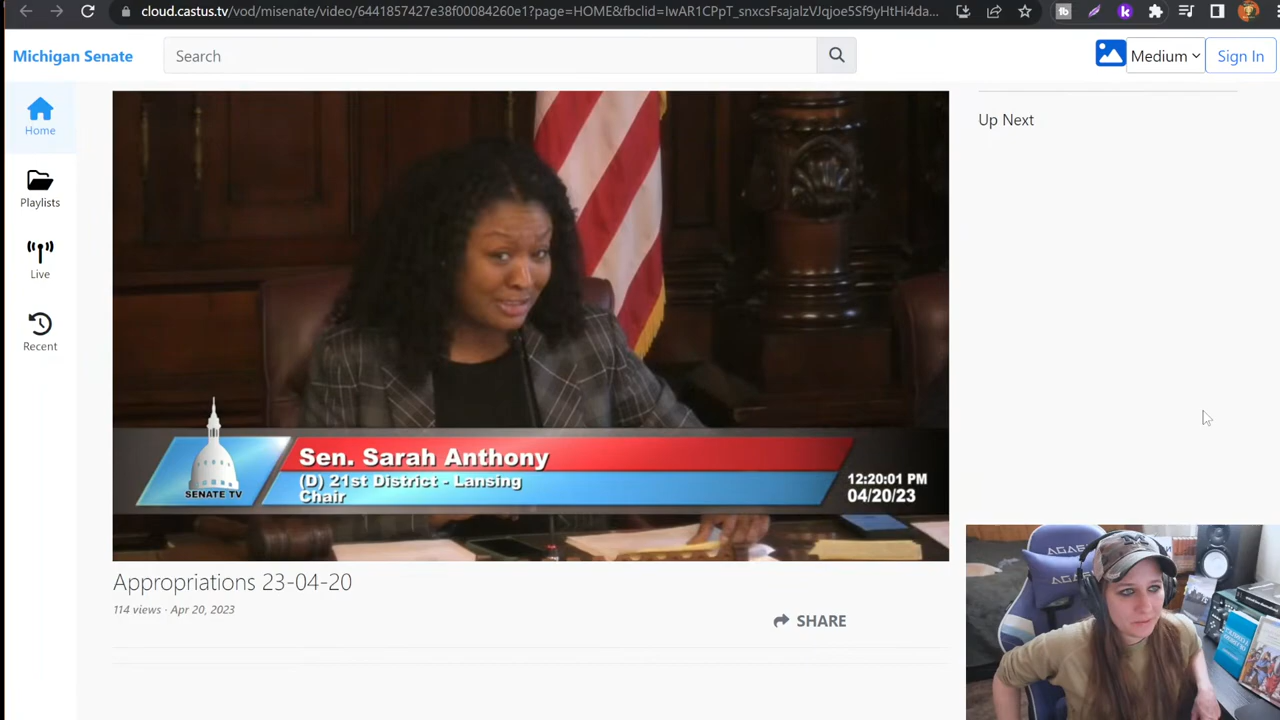 cloud.castus.tv/vod/misenate/video/6441857427e38f00084260e1?page=HOME&fbclid=IwAR1CPpT_snxcsFsajaIzVJqjoe5Sf9yHtHi4da...
Michigan Senate
Search
Medium
Sign In
Home
Playlists
Live
Recent
Up Next
Sen. Sarah Anthony
(D) 21st District - Lansing
Chair
SENATE TV
12:20:01 PM
04/20/23
Appropriations 23-04-20
114 views · Apr 20, 2023
SHARE